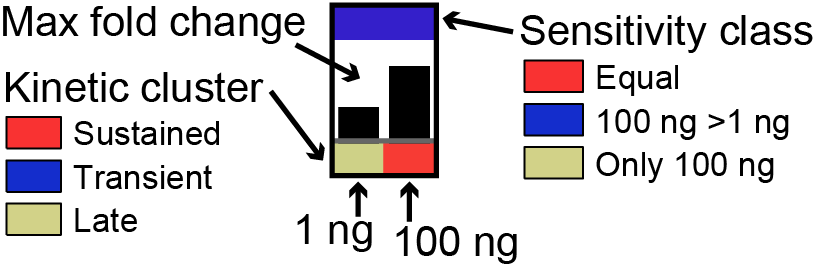 Max fold change
Kinetic cluster
Sustained
Transient
Late
1 ng
100 ng
Sensitivity class
Equal
100 ng >1 ng
Only 100 ng